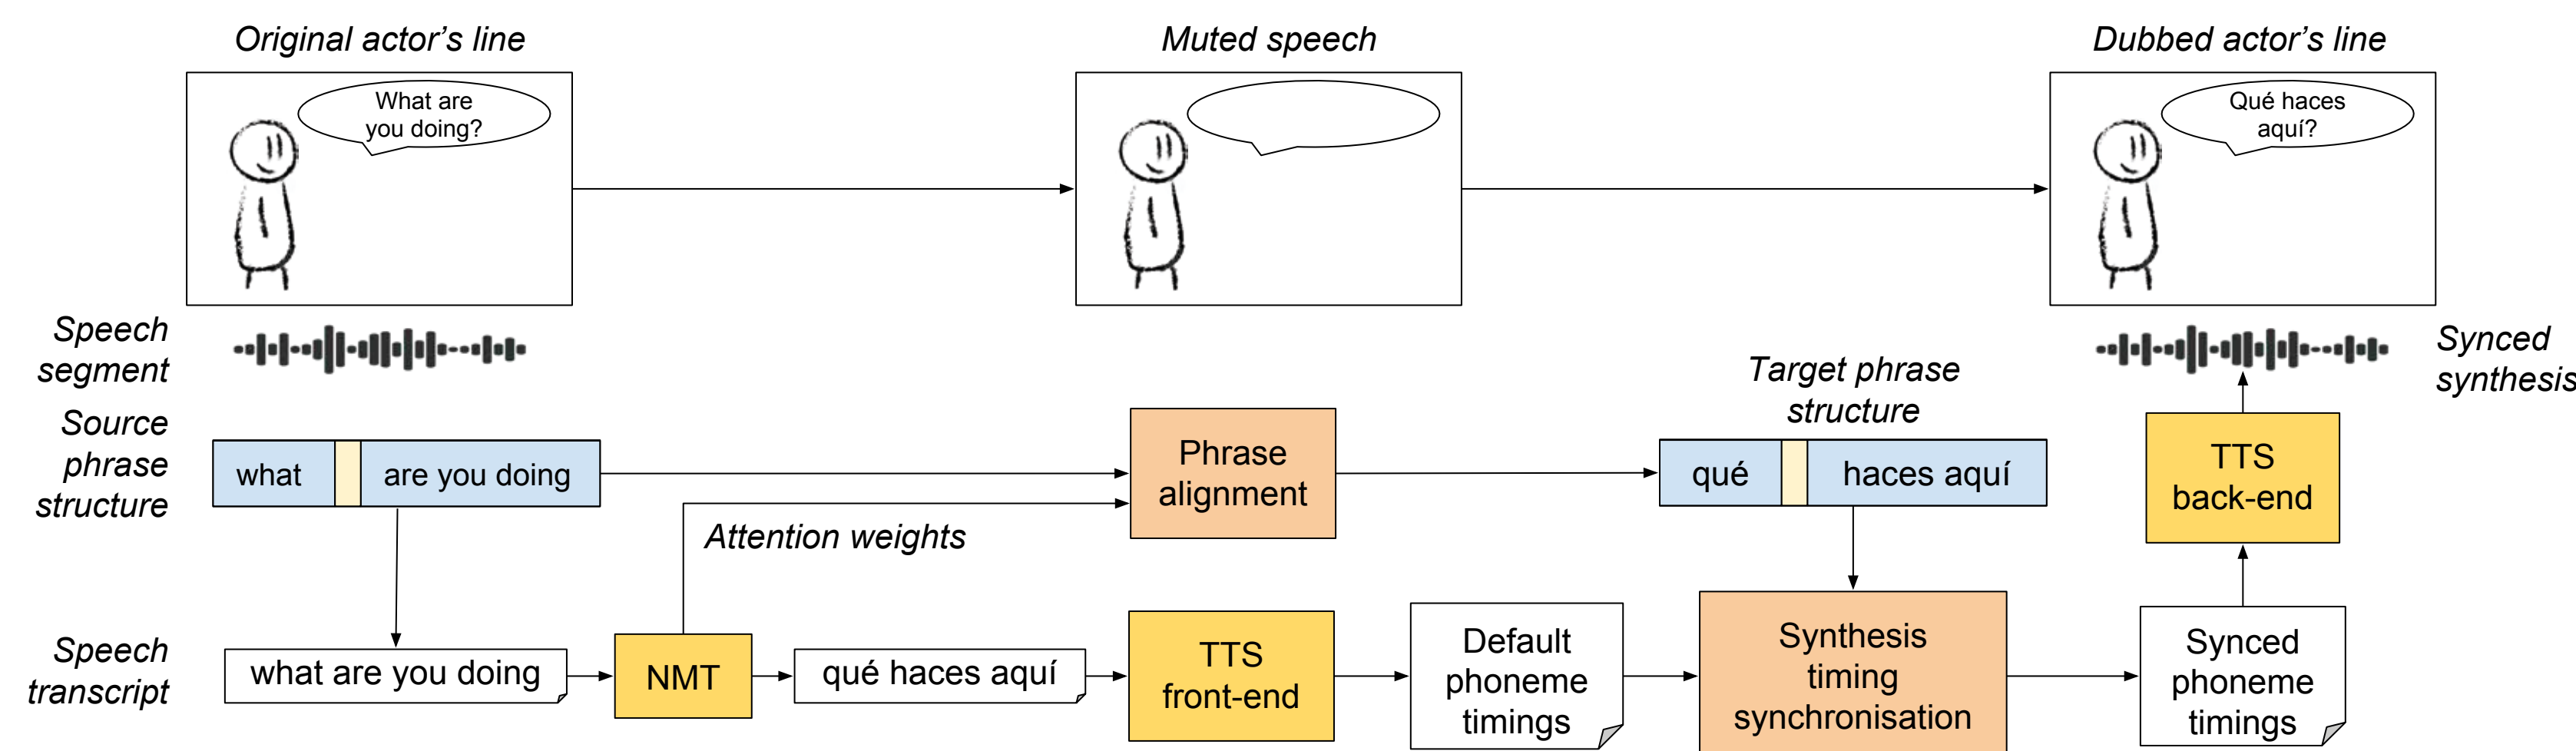 Original actor's line
Muted speech
Dubbed actor's line
What are
you doing?
Qué haces
aquí?
Speech
segment
Synced
synthesis
Source
phrase
structure
what
are you doing
Phrase
alignment
Target phrase
structure
qué
haces aquí
TTS
back-end
Attention weights
Speech
transcript
what are you doing
NMT
qué haces aquí
TTS
front-end
Default
phoneme
timings
Synthesis
timing
synchronisation
Synced
phoneme
timings